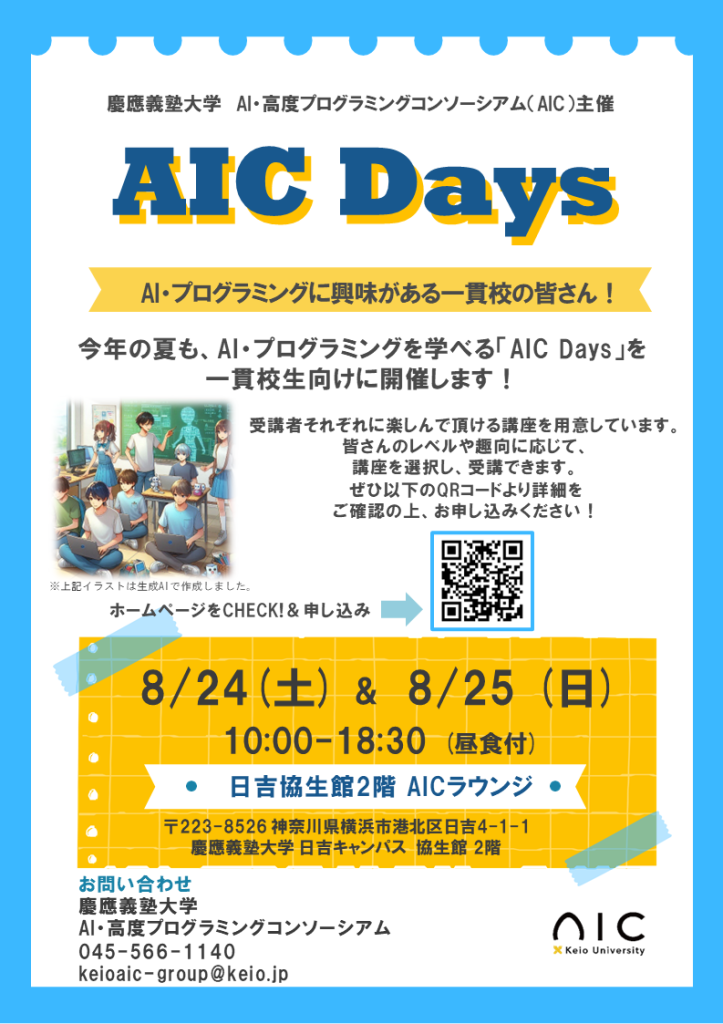 慶應義塾大学　AI・高度プログラミングコンソーシアム（AIC）主催
AIC Days
AI・プログラミングに興味がある一貫校の皆さん！
今年の夏も、AI・プログラミングを学べる「AIC Days」を
一貫校生向けに開催します！
受講者それぞれに楽しんで頂ける講座を用意しています。
皆さんのレベルや趣向に応じて、
講座を選択し、受講できます。
ぜひ以下のQRコードより詳細を
ご確認の上、お申し込みください！
※上記イラストは生成AIで作成しました。
ホームページをCHECK!＆申し込み
8/24（土） & 8/25（日）
10:00-18:30（昼食付）
• 日吉協生館2階 AICラウンジ •
〒223-8526 神奈川県横浜市港北区日吉4-1-1
慶應義塾大学 日吉キャンパス 協生館 2階
お問い合わせ
慶應義塾大学
AI・高度プログラミングコンソーシアム
045-566-1140
keioaic-group@keio.jp
AIC
Keio University